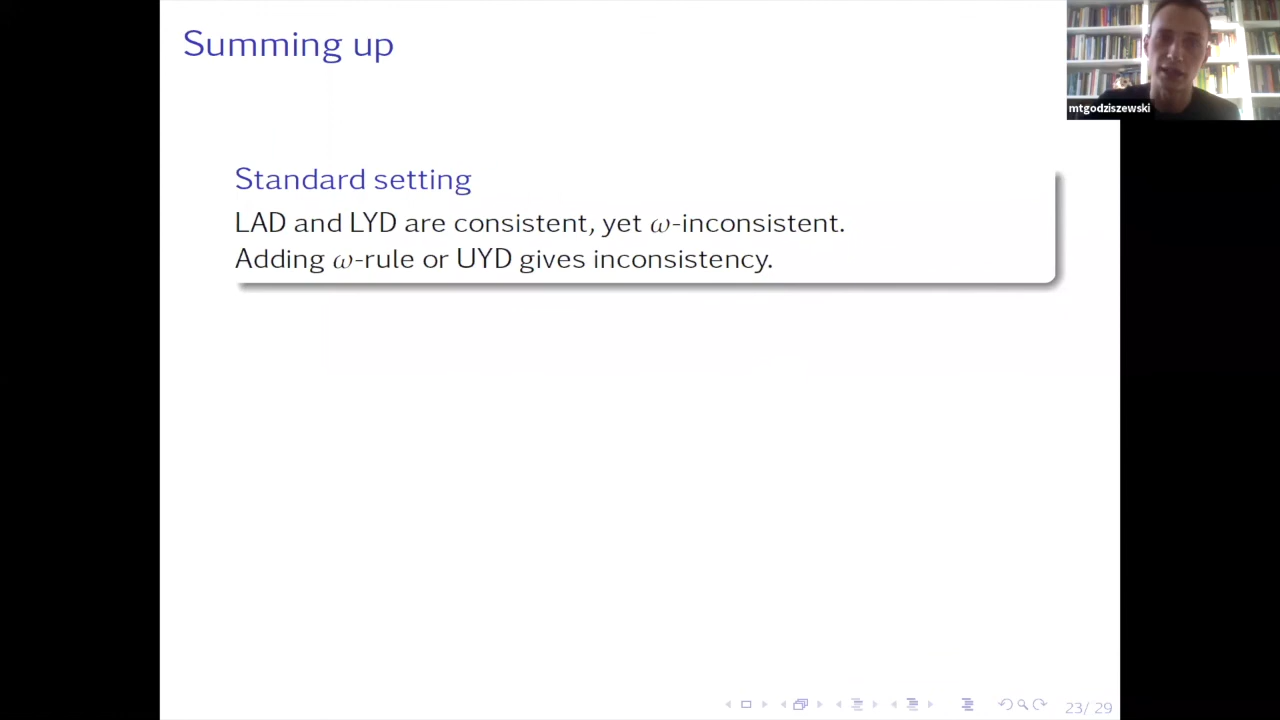 Summing up
mtgodziszewski
Standard setting
LAD and LYD are consistent, yet ω-inconsistent.
Adding ω-rule or UYD gives inconsistency.
23/ 29